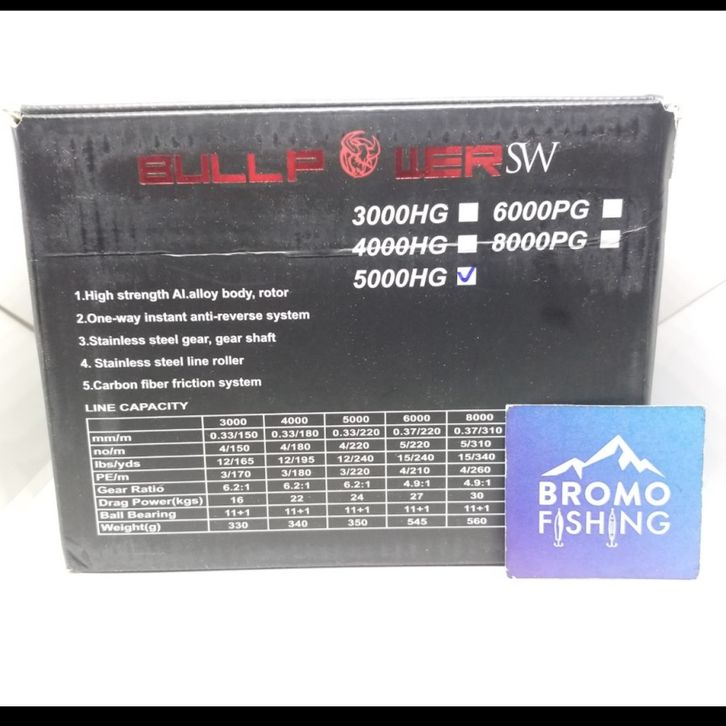 BULLPOWER SW
3000HG 6000PG
4000HG 8000PG
5000HG
1.High strength Al.alloy body, rotor
2.One-way instant anti-reverse system
3.Stainless steel gear, gear shaft
4. Stainless steel line roller
5.Carbon fiber friction system
LINE CAPACITY
3000 4000 5000 6000 8000
mm/m 0.33/150 0.33/180 0.33/220 0.37/220 0.37/310
no/m 4/150 4/180 4/220 5/220 5/310
lbs/yds 12/165 12/195 12/240 15/240 15/340
PE/m 3/170 3/180 3/220 4/210 4/260
Gear Ratio 6.2:1 6.2:1 6.2:1 4.9:1 4.9:1
Drag Power(kgs) 16 22 24 27 30
Ball Bearing 11+1 11+1 11+1 11+1 11+1
Weight(g) 330 340 350 545 560
BROMO
FISHING